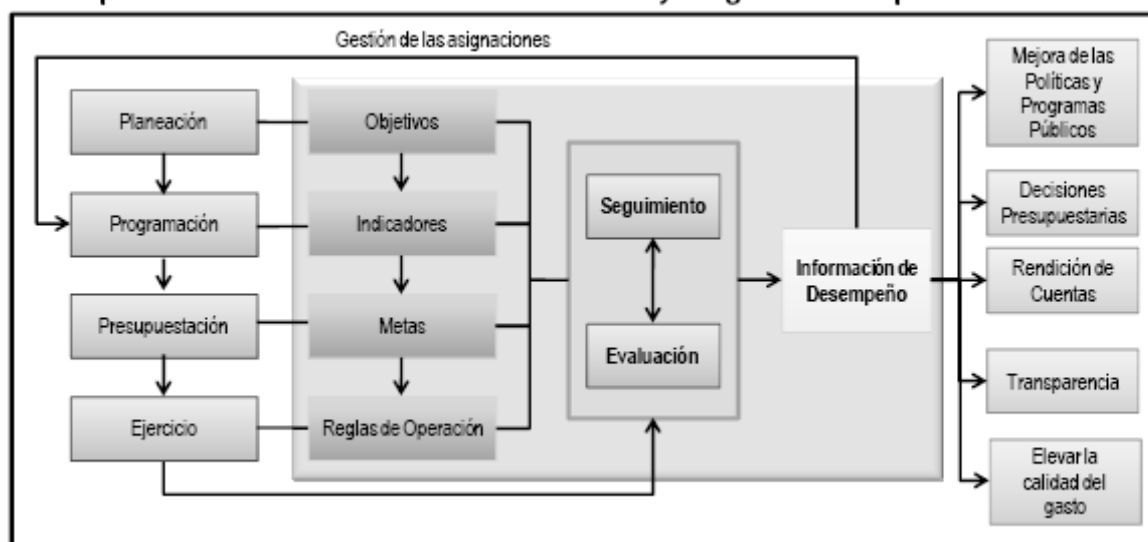 Gestión de las asignaciones
Planeación
Programación
Presupuestación
Ejercicio
Objetivos
Indicadores
Metas
Reglas de Operación
Seguimiento
Evaluación
Información de
Desempeño
Mejora de las
Políticas y
Programas
Públicos
Decisiones
Presupuestarias
Rendición de
Cuentas
Transparencia
Elevar la
calidad del
gasto